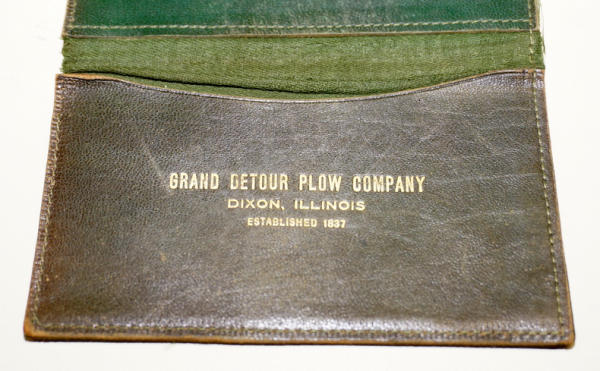 GRAND DETOUR PLOW COMPANY
DIXON, ILLINOIS
ESTABLISHED 1837